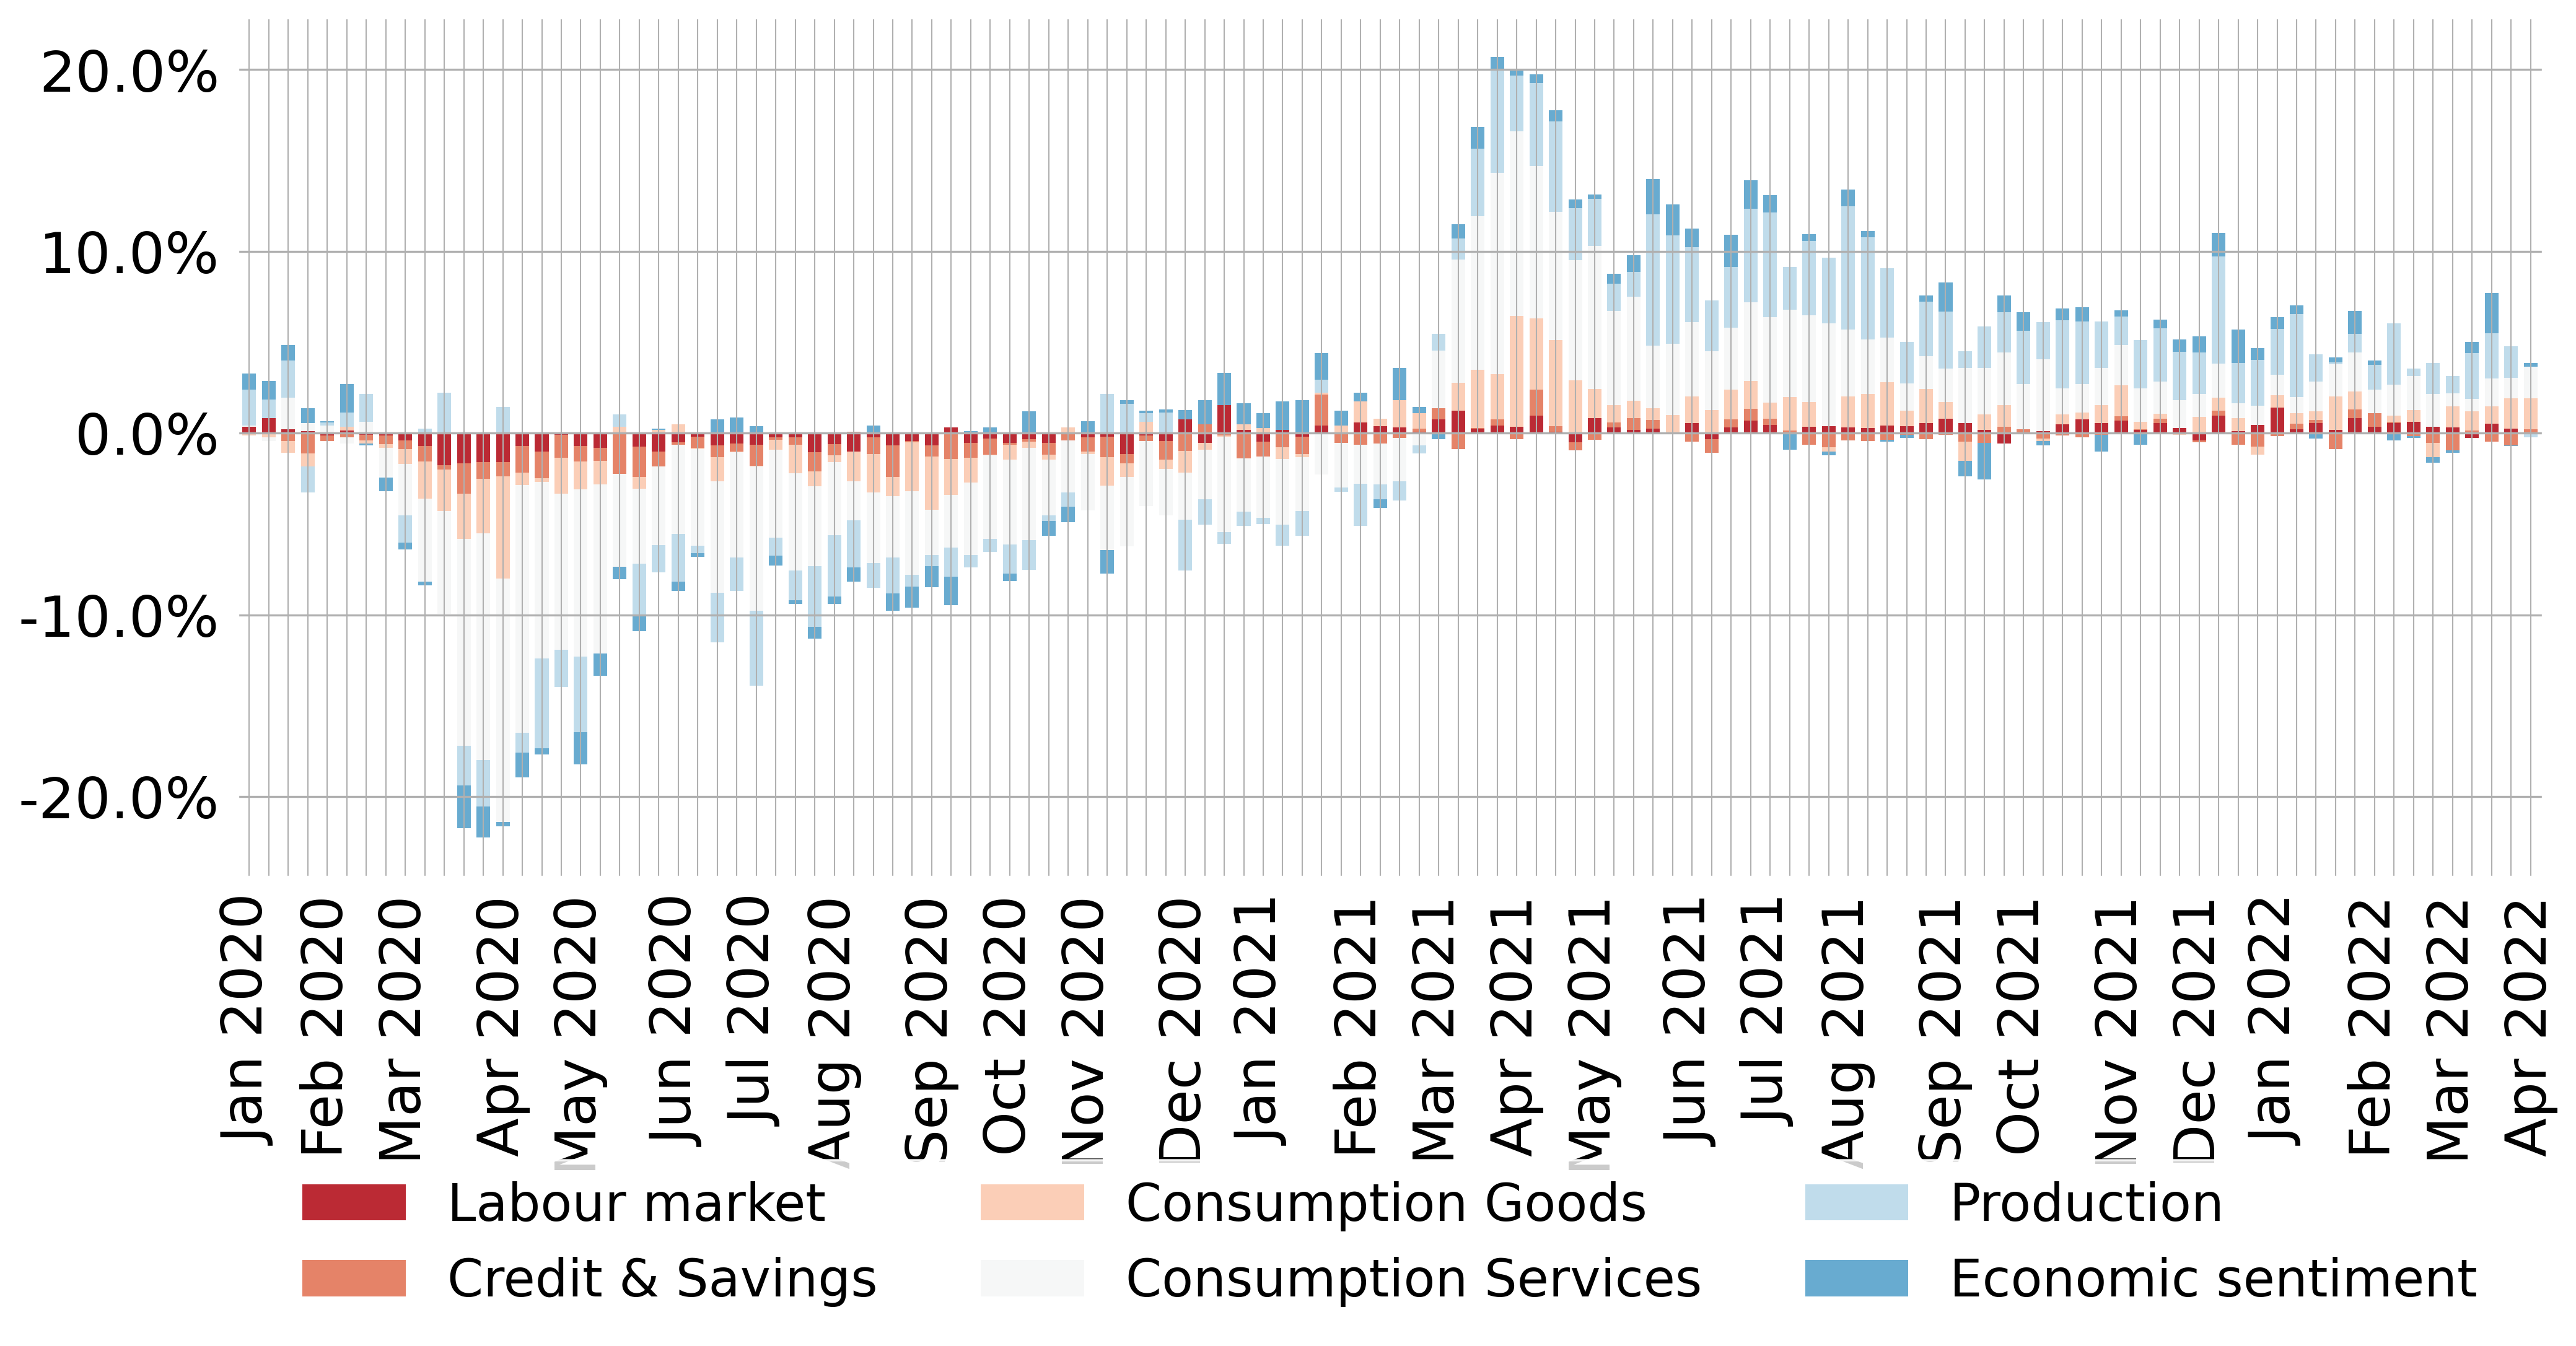 20.0%
10.0%
0.0%
-10.0%
-20.0%
Jan 2020
Feb 2020
Mar 2020
Apr 2020
May 2020
Jun 2020
Jul 2020
Aug 2020
Sep 2020
Oct 2020
Nov 2020
Dec 2020
Jan 2021
Feb 2021
Mar 2021
Apr 2021
May 2021
Jun 2021
Jul 2021
Aug 2021
Sep 2021
Oct 2021
Nov 2021
Dec 2021
Jan 2022
Feb 2022
Mar 2022
Apr 2022
Labour market
Credit & Savings
Consumption Goods
Consumption Services
Production
Economic sentiment